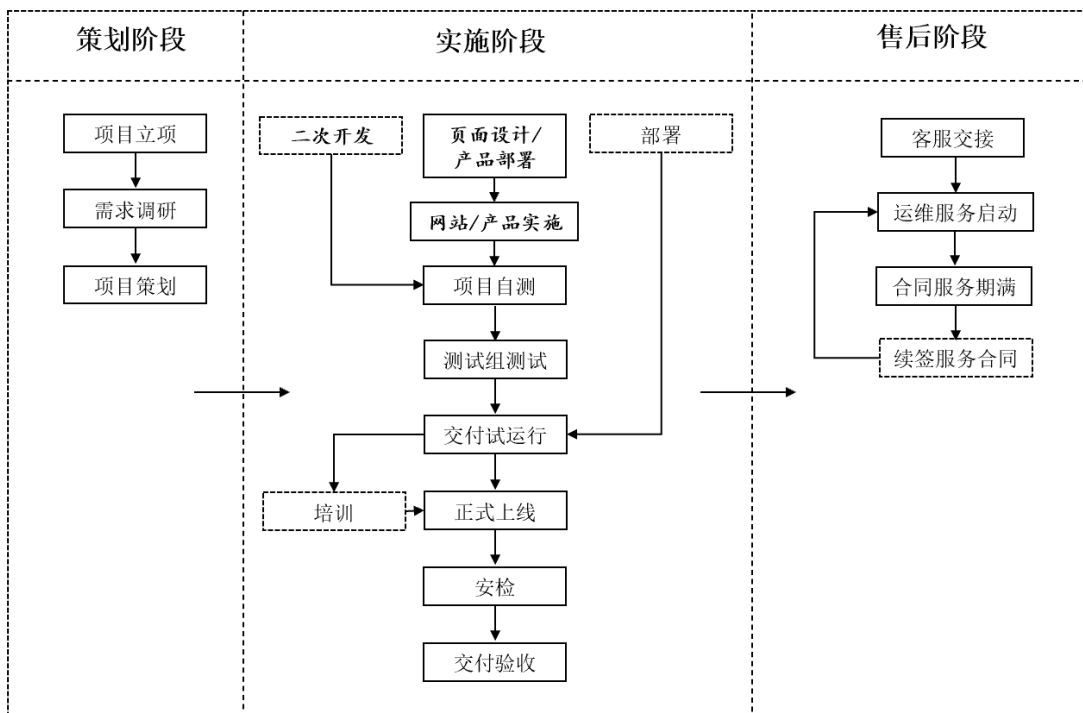 策划阶段
实施阶段
售后阶段
项目立项
需求调研
项目策划
二次开发
页面设计/
产品部署
部署
网站/产品实施
项目自测
测试组测试
交付试运行
培训
正式上线
安检
交付验收
客服交接
运维服务启动
合同服务期满
续签服务合同